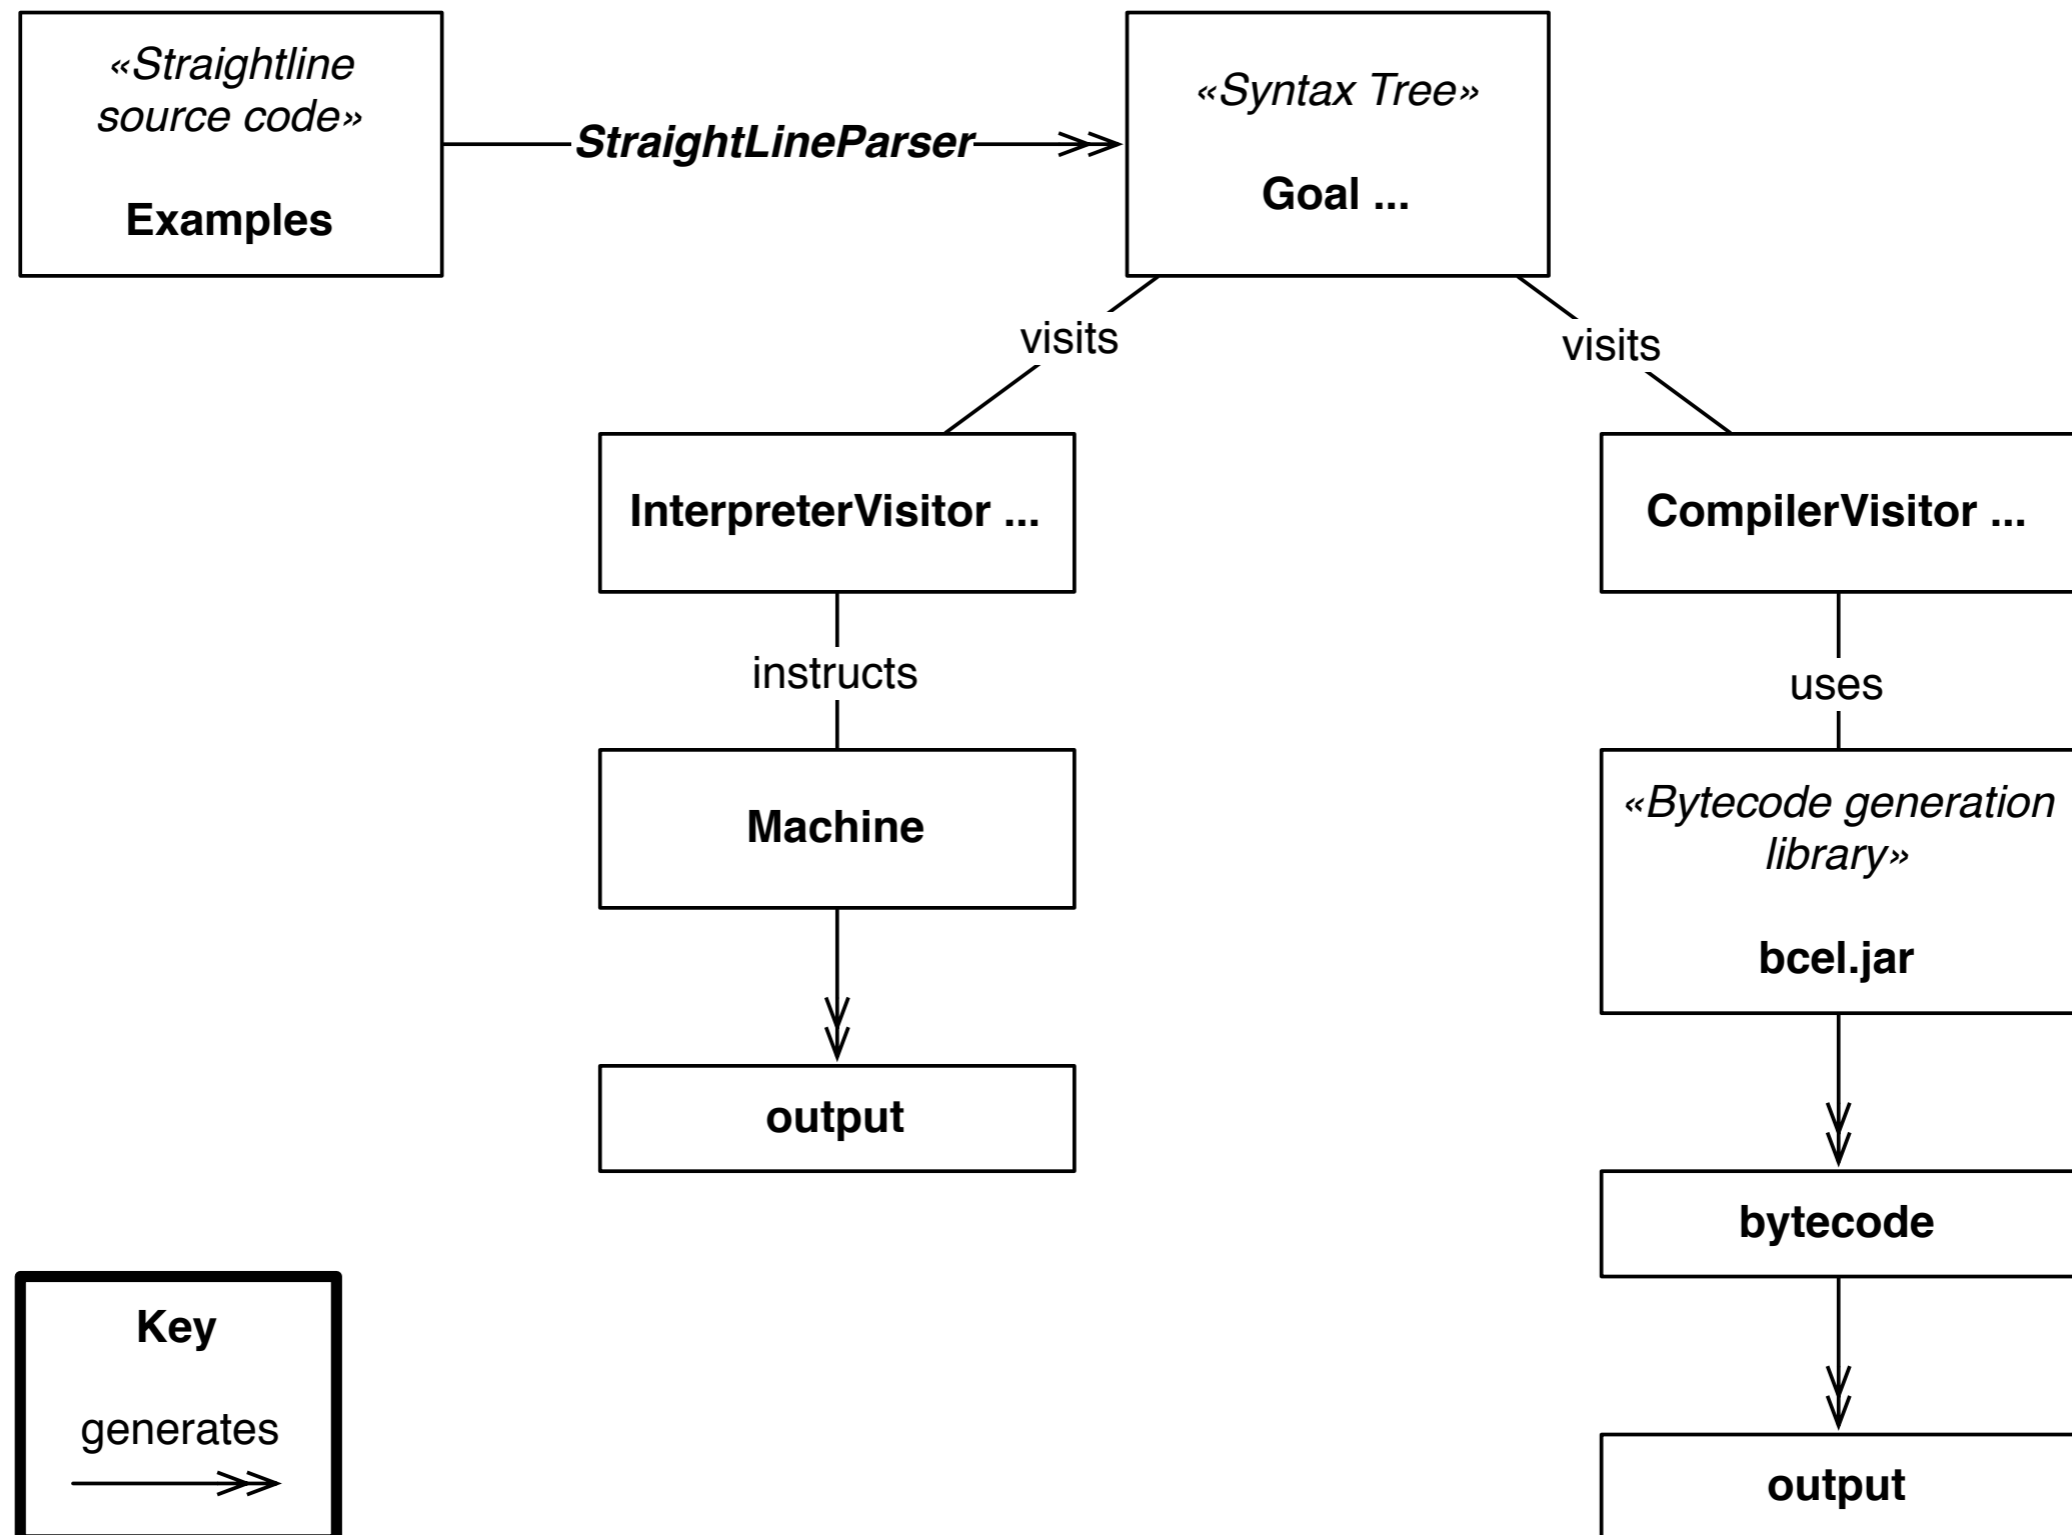 «Straightline
source code»
Examples
StraightLineParser
«Syntax Tree»
Goal ...
visits
visits
InterpreterVisitor ...
CompilerVisitor ...
instructs
uses
Machine
«Bytecode generation
library»
bcel.jar
output
bytecode
Key
generates
output